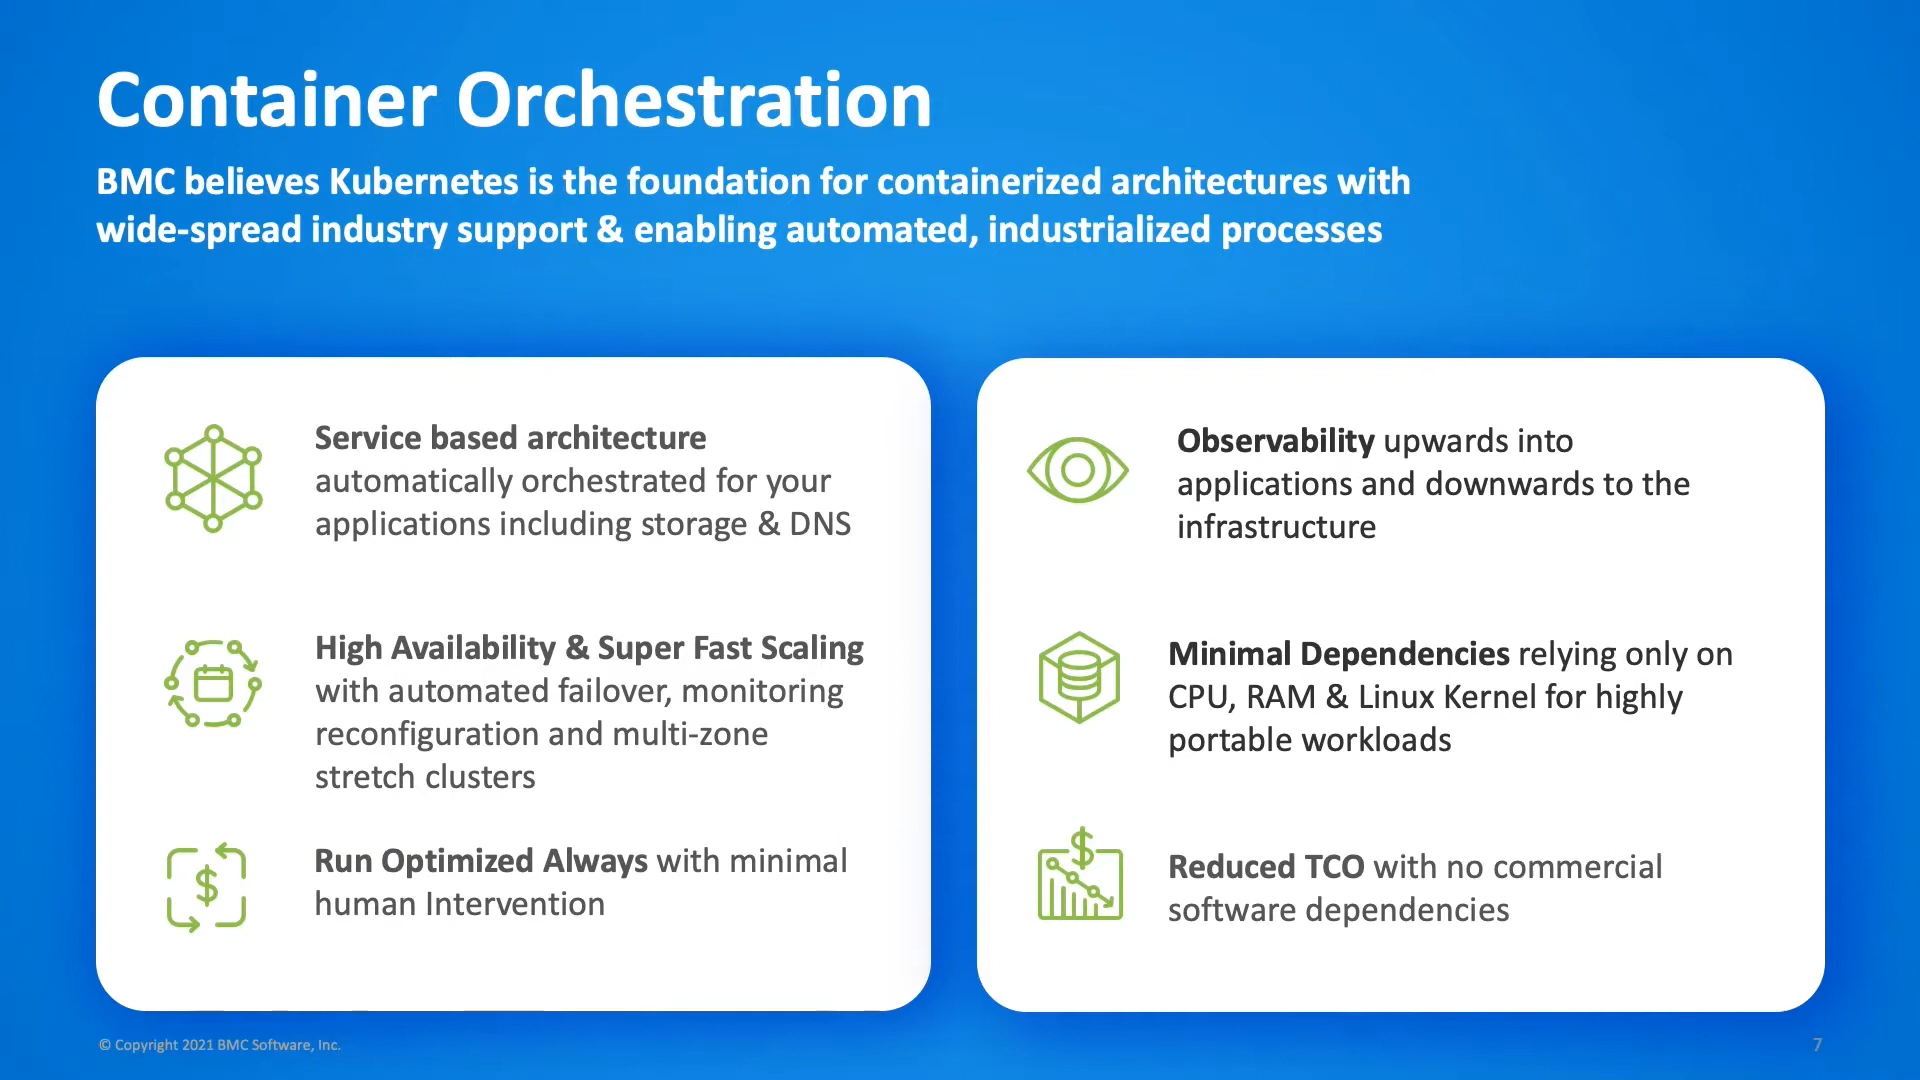 Container Orchestration
BMC believes Kubernetes is the foundation for containerized architectures with
wide-spread industry support & enabling automated, industrialized processes
Service based architecture
automatically orchestrated for your
applications including storage & DNS
High Availability & Super Fast Scaling
with automated failover, monitoring
reconfiguration and multi-zone
stretch clusters
Run Optimized Always with minimal
human Intervention
Observability upwards into
applications and downwards to the
infrastructure
Minimal Dependencies relying only on
CPU, RAM & Linux Kernel for highly
portable workloads
Reduced TCO with no commercial
software dependencies
© Copyright 2021 BMC Software, Inc.
7